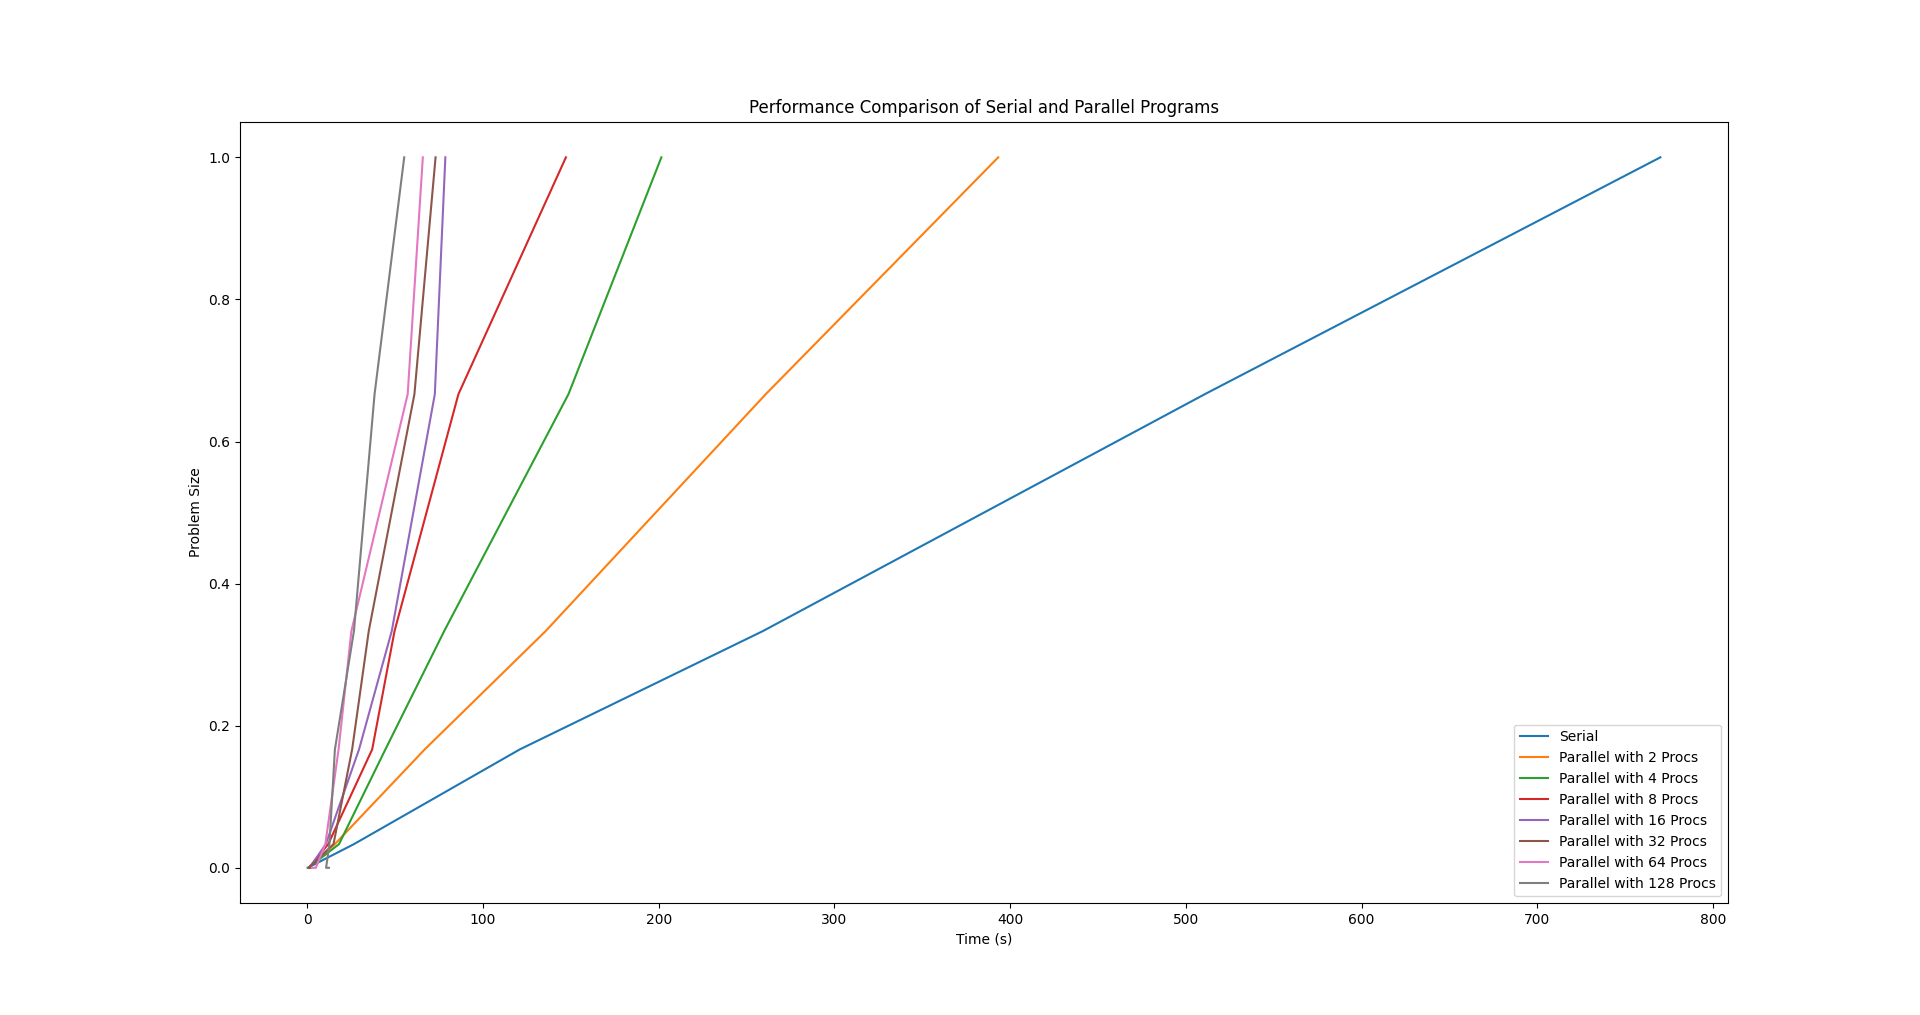 Performance Comparison of Serial and Parallel Programs
1.0
0.8
0.6
0.4
0.2
0.0
Problem Size
0 100 200 300 400 500 600 700 800
Time (s)
Serial
Parallel with 2 Procs
Parallel with 4 Procs
Parallel with 8 Procs
Parallel with 16 Procs
Parallel with 32 Procs
Parallel with 64 Procs
Parallel with 128 Procs